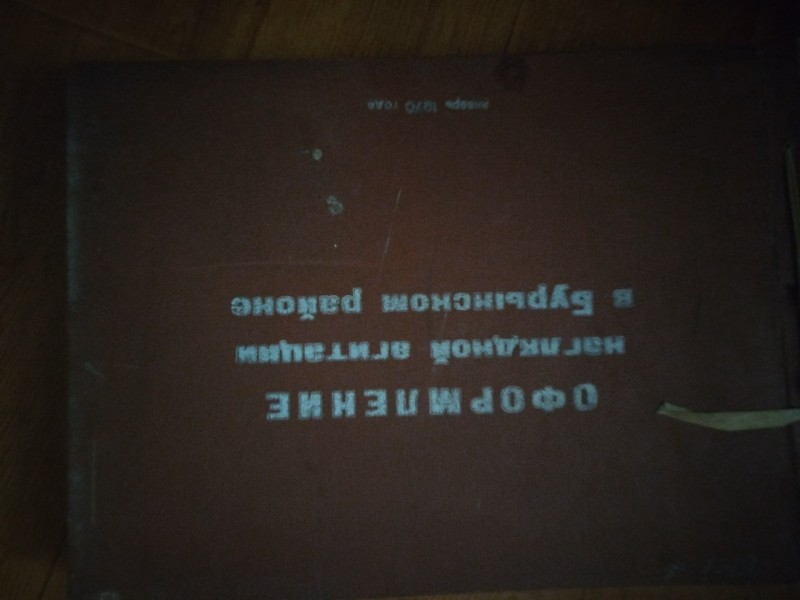 ОФОРМЛЕНИЕ
наглядной агитации
в Бурынском районе
январь 1970 года